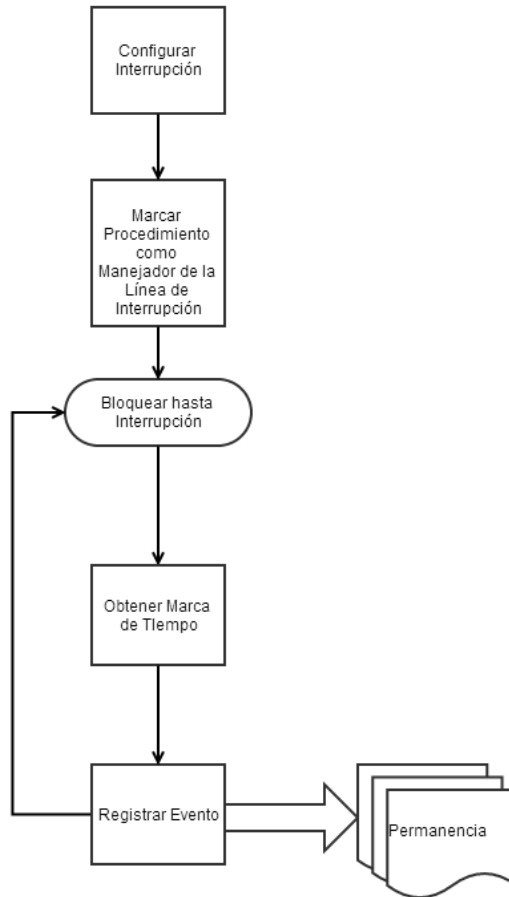 Configurar
Interrupción
Marcar
Procedimiento
como
Manejador de la
Línea de
Interrupción
Bloquear hasta
Interrupción
Obtener Marca
de TIempo
Registrar Evento
Permanencia